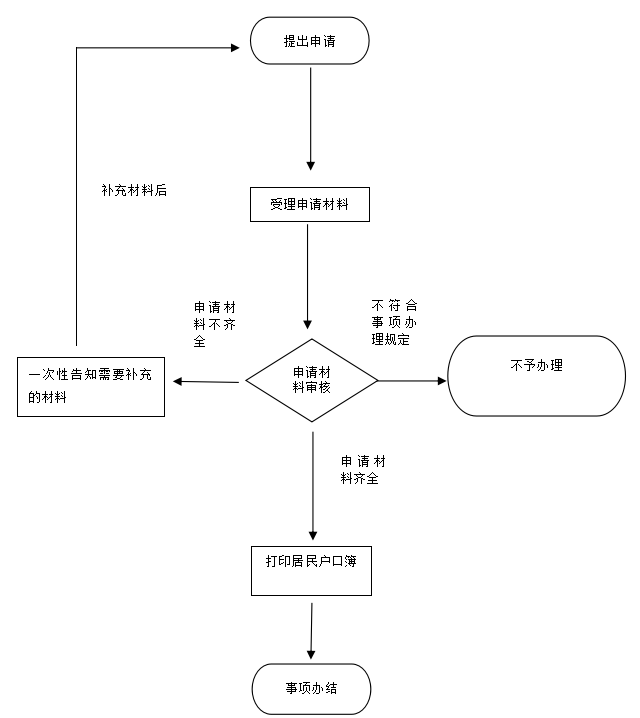 提出申请
补充材料后
受理申请材料
申请材
料不齐
全
不符合
事项办
理规定
一次性告知需要补充
的材料
申请材
料审核
不予办理
申请材
料齐全
打印居民户口簿
事项办结